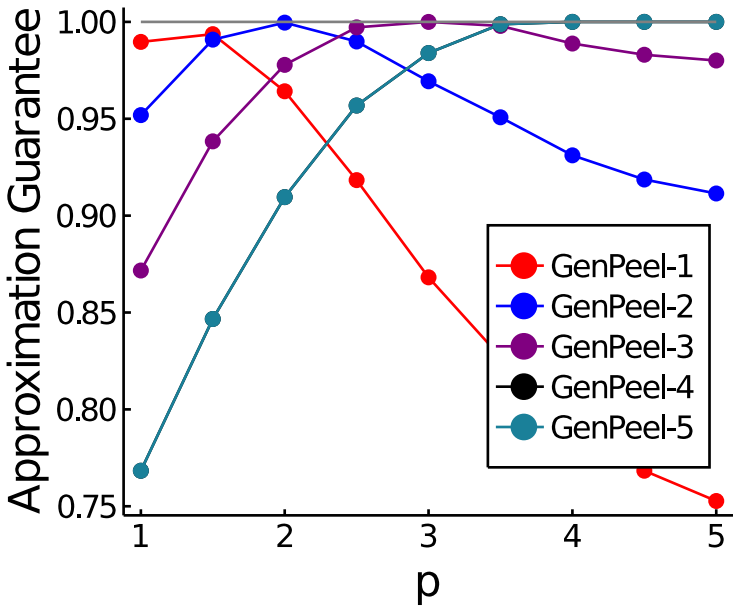 Approximation Guarantee
1.00
0.95
0.90
0.85
0.80
0.75
GenPeel-1
GenPeel-2
GenPeel-3
GenPeel-4
GenPeel-5
1
2
3
4
5
p